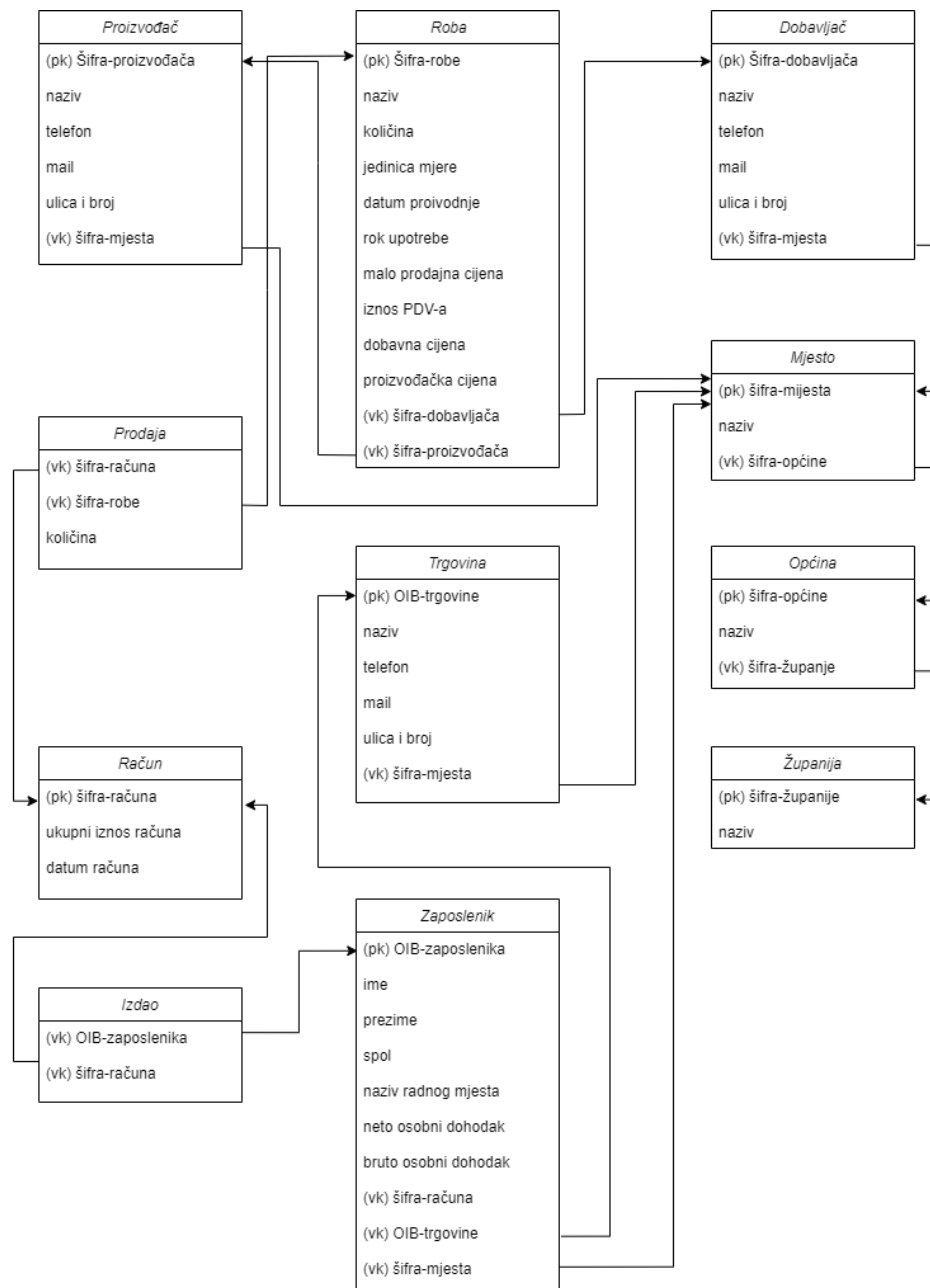 Proizvođač
(pk) Šifra-proizvođača
naziv
telefon
mail
ulica i broj
(vk) šifra-mjesta
Roba
(pk) Šifra-robe
naziv
količina
jedinica mjere
datum proivodnje
rok upotrebe
malo prodajna cijena
iznos PDV-a
dobavna cijena
proizvođačka cijena
(vk) šifra-dobavljača
(vk) šifra-proizvođača
Dobavljač
(pk) Šifra-dobavljača
naziv
telefon
mail
ulica i broj
(vk) šifra-mjesta
Mjesto
(pk) šifra-mijesta
naziv
(vk) šifra-općine
Prodaja
(vk) šifra-računa
(vk) šifra-robe
količina
Trgovina
(pk) OIB-trgovine
naziv
telefon
mail
ulica i broj
(vk) šifra-mjesta
Općina
(pk) šifra-općine
naziv
(vk) šifra-županje
Račun
(pk) šifra-računa
ukupni iznos računa
datum računa
Županija
(pk) šifra-županije
naziv
Izdao
(vk) OIB-zaposlenika
(vk) šifra-računa
Zaposlenik
(pk) OIB-zaposlenika
ime
prezime
spol
naziv radnog mjesta
neto osobni dohodak
bruto osobni dohodak
(vk) šifra-računa
(vk) OIB-trgovine
(vk) šifra-mjesta